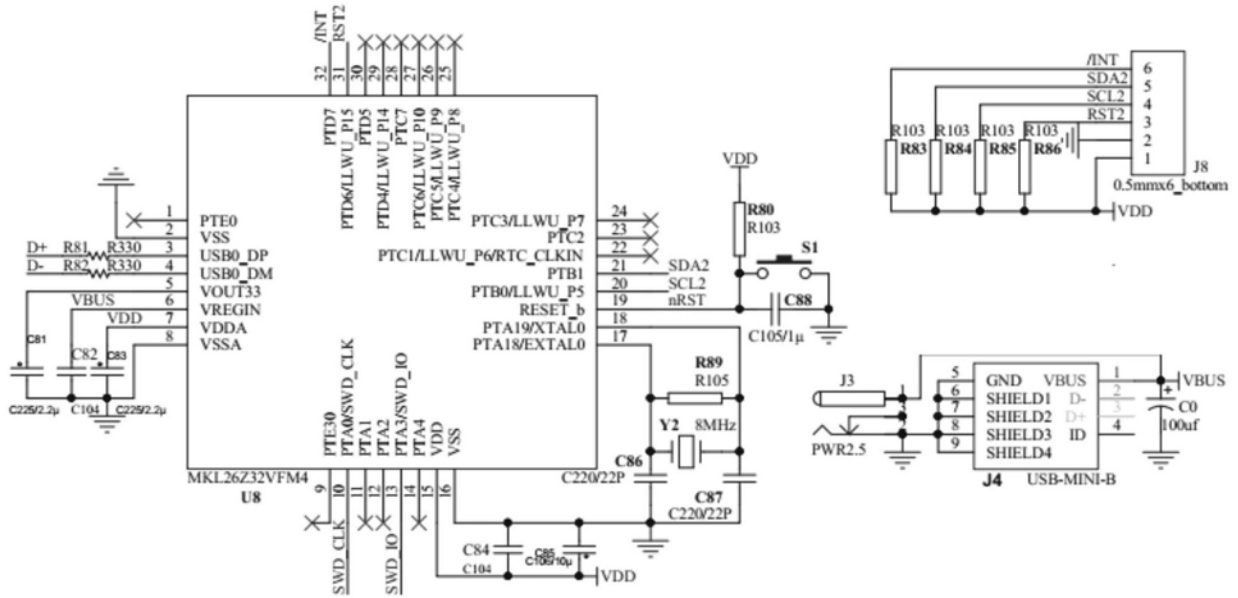 /INT
RST2
32
31
30
29
28
27
26
25
PTD7
PTD6/LLWU_P15
PTD5
PTD4/LLWU_P14
PTC7
PTC6/LLWU_P10
PTC5/LLWU_P9
PTC4/LLWU_P8
1 PTE0
2 VSS
D+ R81 R330 3 USB0_DP
D- R82 R330 4 USB0_DM
5 VOUT33
VBUS 6 VREGIN
VDD 7 VDDA
8 VSSA
C81
C82 C83
C225/2.2μ C104 C225/2.2μ
PTC3/LLWU_P7 24
PTC2 23
PTC1/LLWU_P6/RTC_CLKIN 22
PTB1 21 SDA2
PTB0/LLWU_P5 20 SCL2
RESET_b 19 nRST
PTA19/XTAL0 18
PTA18/EXTAL0 17
PTE30
PTA0/SWD_CLK
PTA1
PTA2
PTA3/SWD_IO
PTA4
VDD
VSS
MKL26Z32VFM4
U8
9
10
11
12
13
14
15
16
SWD_CLK
SWD_IO
VDD
R80
R103
S1
C88
C105/1μ
R89
R105
Y2 8MHz
C86
C220/22P
C87
C220/22P
C84
C104
C85
C106/10μ
VDD
/INT 6
SDA2 5
SCL2 4
RST2 3
2
1
R103 R103 R103 R103
R83 R84 R85 R86
J8
0.5mmx6_bottom
VDD
J3
PWR2.5
1
2
3
5 GND VBUS 1 VBUS
6 SHIELD1 D- 2
7 SHIELD2 D+ 3
8 SHIELD3 ID 4
9 SHIELD4
C0
100uf
J4 USB-MINI-B